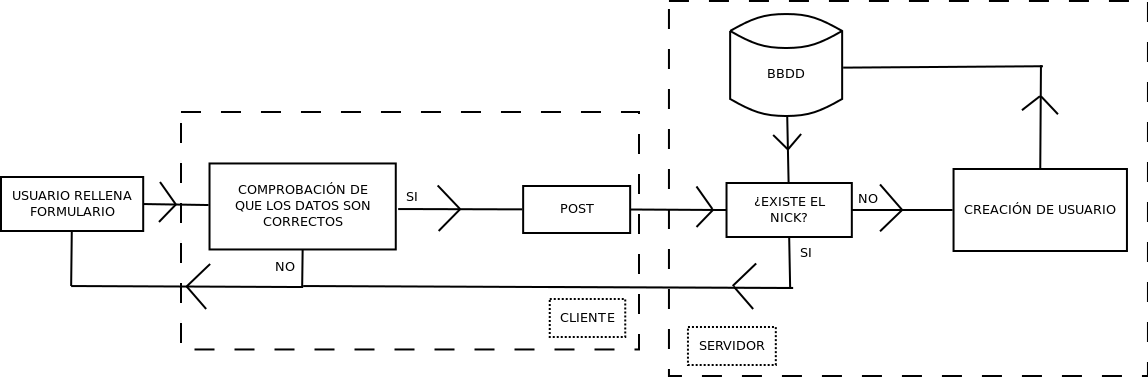 USUARIO RELLENA
FORMULARIO
COMPROBACIÓN DE
QUE LOS DATOS SON
CORRECTOS
SI
NO
POST
CLIENTE
BBDD
¿EXISTE EL
NICK?
NO
SI
CREACIÓN DE USUARIO
SERVIDOR